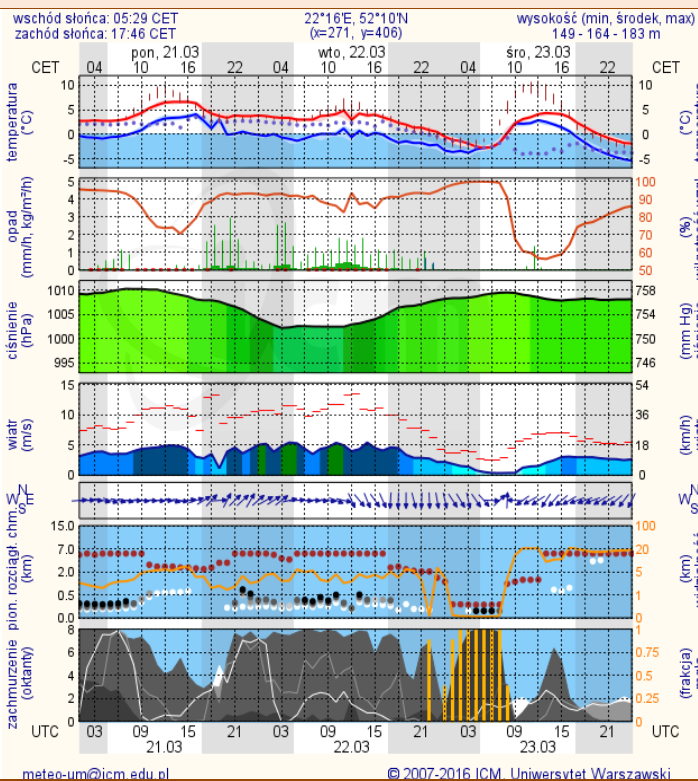 wschód słońca: 05:29 CET
zachód słońca: 17:46 CET
22°16'E, 52°10'N
(x=271, y=406)
wysokość (min, środek, max)
149 - 164 - 183 m
pon, 21.03 wto, 22.03 śro, 23.03
CET 04 10 16 22 04 10 16 22 04 10 16 22 CET
temperatura
(°C)
10 5 0 -5
10 5 0 -5
(°C)
opad
(mm/h, kg/m²/h)
5 4 3 2 1 0
100 90 80 70 60 50
(%)
ciśnienie
(hPa)
1010 1005 1000 995
758 754 750 746
(mm Hg)
wiatr
(m/s)
15 10 5 0
54 36 18 0
(km/h)
N
W E
S
N
W
S
pion. rozciągł. chm.
(km)
15.0 7.0 2.0 0.5 0.0
100 20 5 1 0
(km)
zachmurzenie
(oktanty)
8 6 4 2 0
1 0.75 0.5 0.25 0
UTC 03 09 15 21 03 09 15 21 03 09 15 21 UTC
21.03 22.03 23.03
meteo-um@icm.edu.pl
© 2007-2016 ICM, Uniwersytet Warszawski